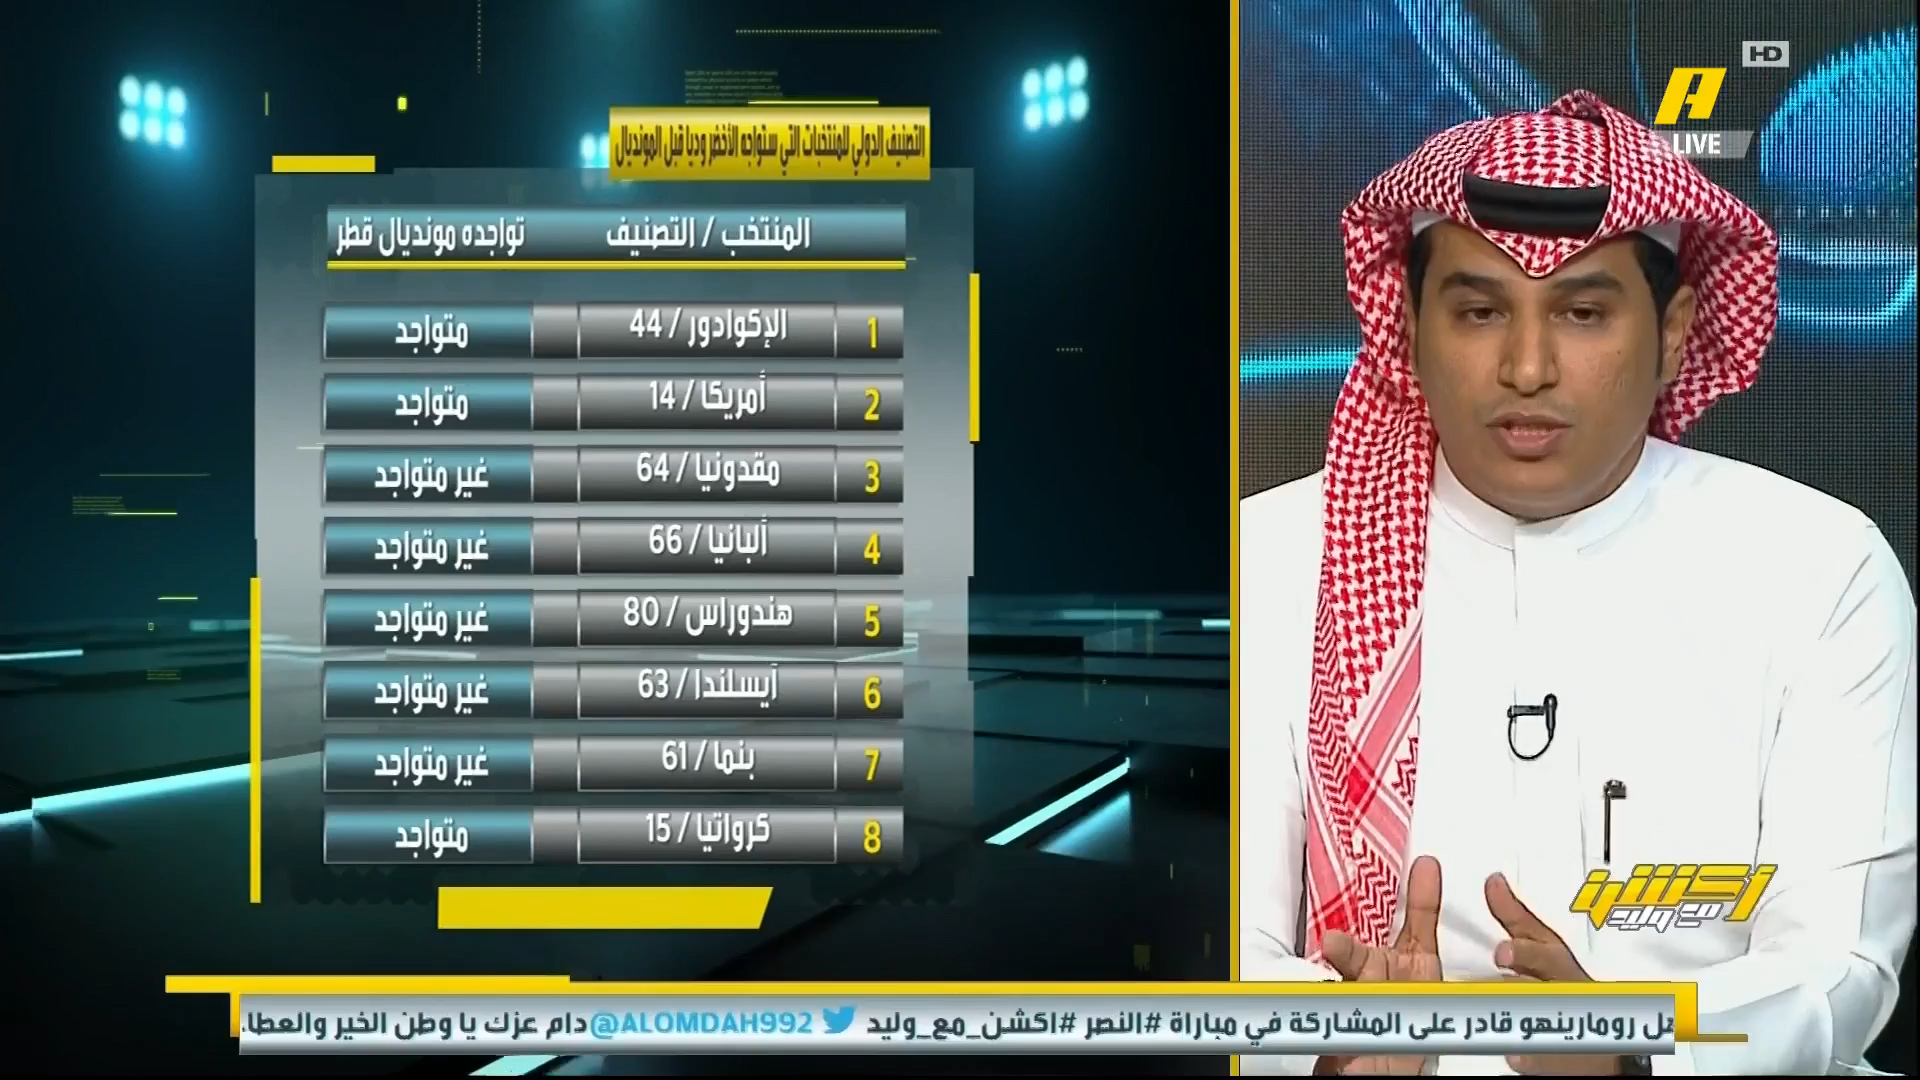 HD
LIVE
التصنيف الدولي للمنتخبات التي ستواجه الأخضر وديا قبل المونديال
المنتخب / التصنيف تواجده مونديال قطر
1 الإكوادور / 44 متواجد
2 أمريكا / 14 متواجد
3 مقدونيا / 64 غير متواجد
4 ألبانيا / 66 غير متواجد
5 هندوراس / 80 غير متواجد
6 آيسلندا / 63 غير متواجد
7 بنما / 61 غير متواجد
8 كرواتيا / 15 متواجد
اكشن مع وليد
هل رومارينهو قادر على المشاركة في مباراة #النصر #اكشن_مع_وليد @ALOMDAH992 دام عزك يا وطن الخير والعطاء